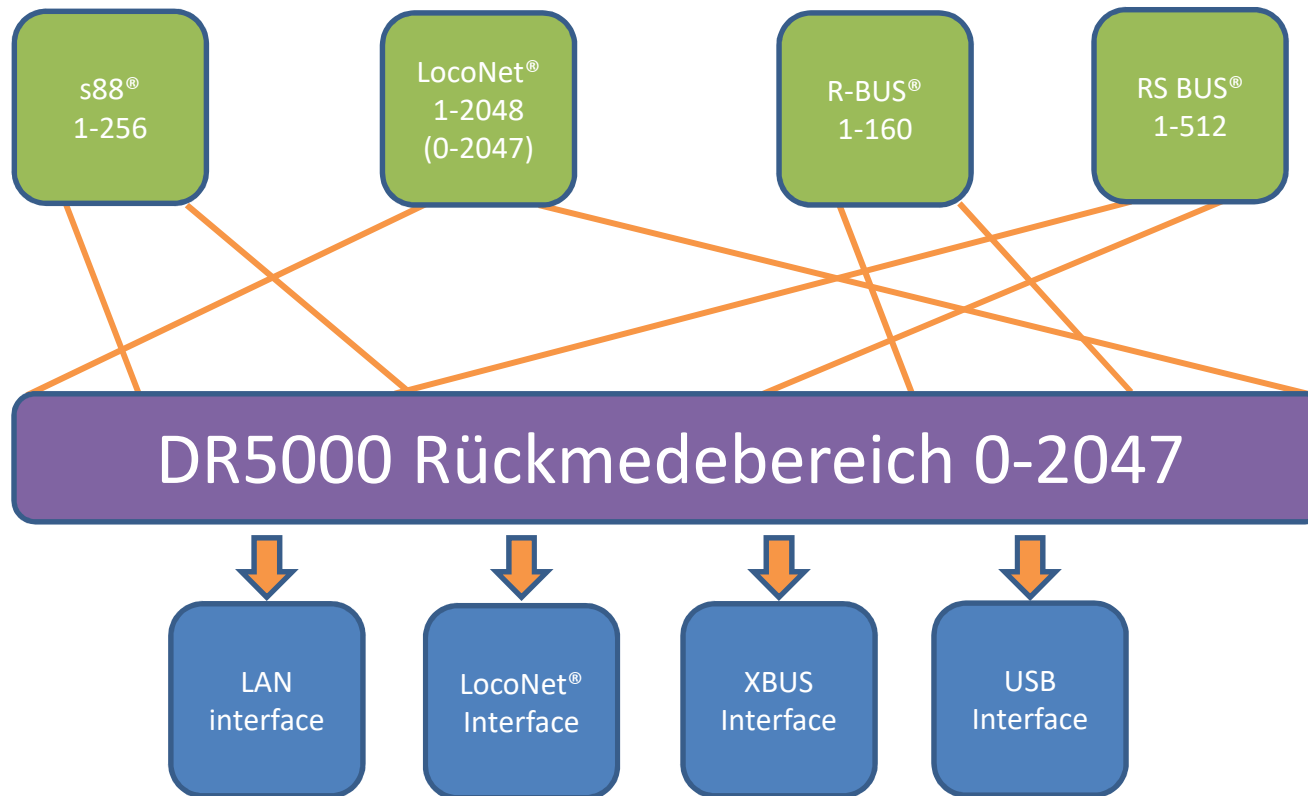 s88®
1-256
LocoNet®
1-2048
(0-2047)
R-BUS®
1-160
RS BUS®
1-512
DR5000 Rückmedebereich 0-2047
LAN
interface
LocoNet®
Interface
XBUS
Interface
USB
Interface